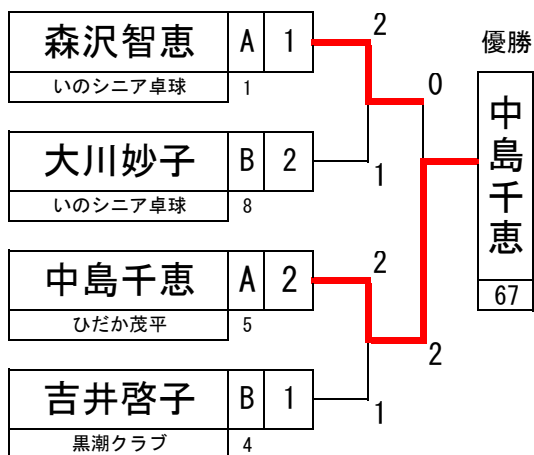 森沢智恵 A 1
いのシニア卓球 1
2
0
大川妙子 B 2
いのシニア卓球 8
1
中島千恵 A 2
ひだか茂平 5
2
2
吉井啓子 B 1
黒潮クラブ 4
1
優勝
中島千恵
67